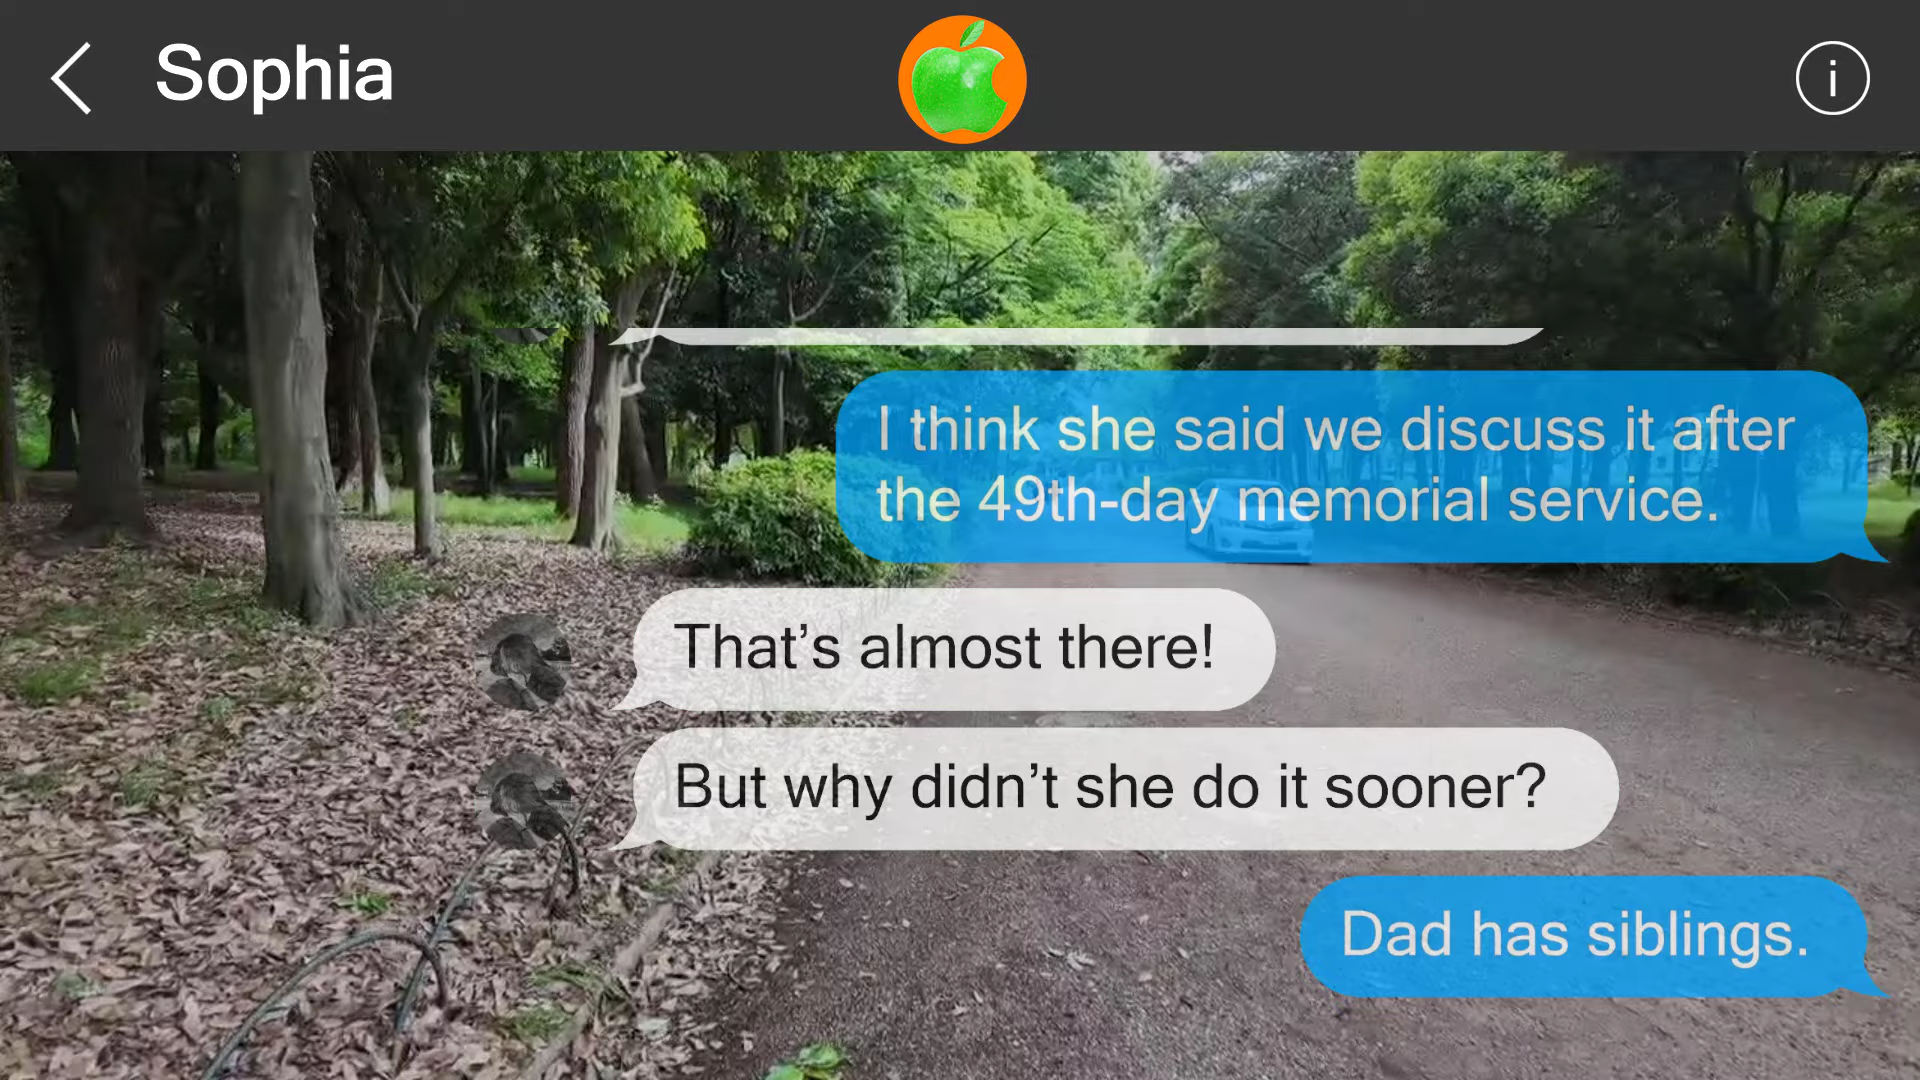 Sophia
i
I think she said we discuss it after
the 49th-day memorial service.
That’s almost there!
But why didn’t she do it sooner?
Dad has siblings.